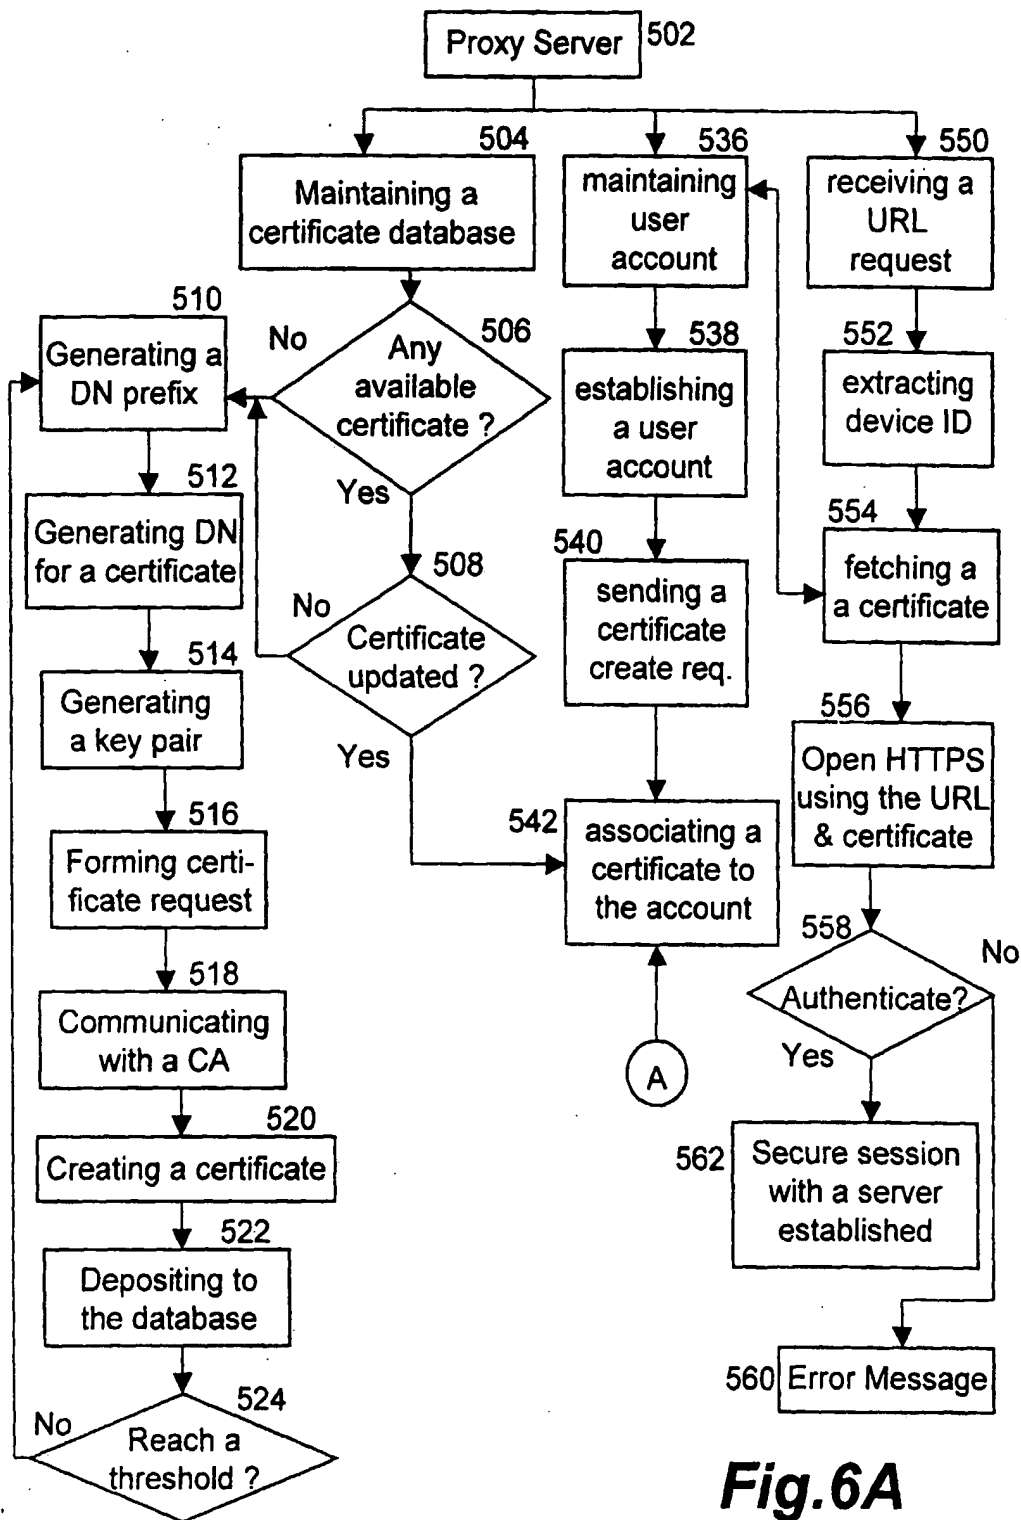 Proxy Server
502
504
Maintaining a
certificate database
536
maintaining
user
account
550
receiving a
URL
request
510
Generating a
DN prefix
No
506
Any
available
certificate ?
Yes
538
establishing
a user
account
552
extracting
device ID
512
Generating DN
for a certificate
508
No
Certificate
updated ?
Yes
540
sending a
certificate
create req.
554
fetching a
a certificate
514
Generating
a key pair
556
Open HTTPS
using the URL
& certificate
516
Forming certi-
ficate request
542
associating a
certificate to
the account
558
No
Authenticate?
Yes
518
Communicating
with a CA
A
520
Creating a certificate
562
Secure session
with a server
established
522
Depositing to
the database
560
Error Message
524
No
Reach a
threshold ?
Fig.6A